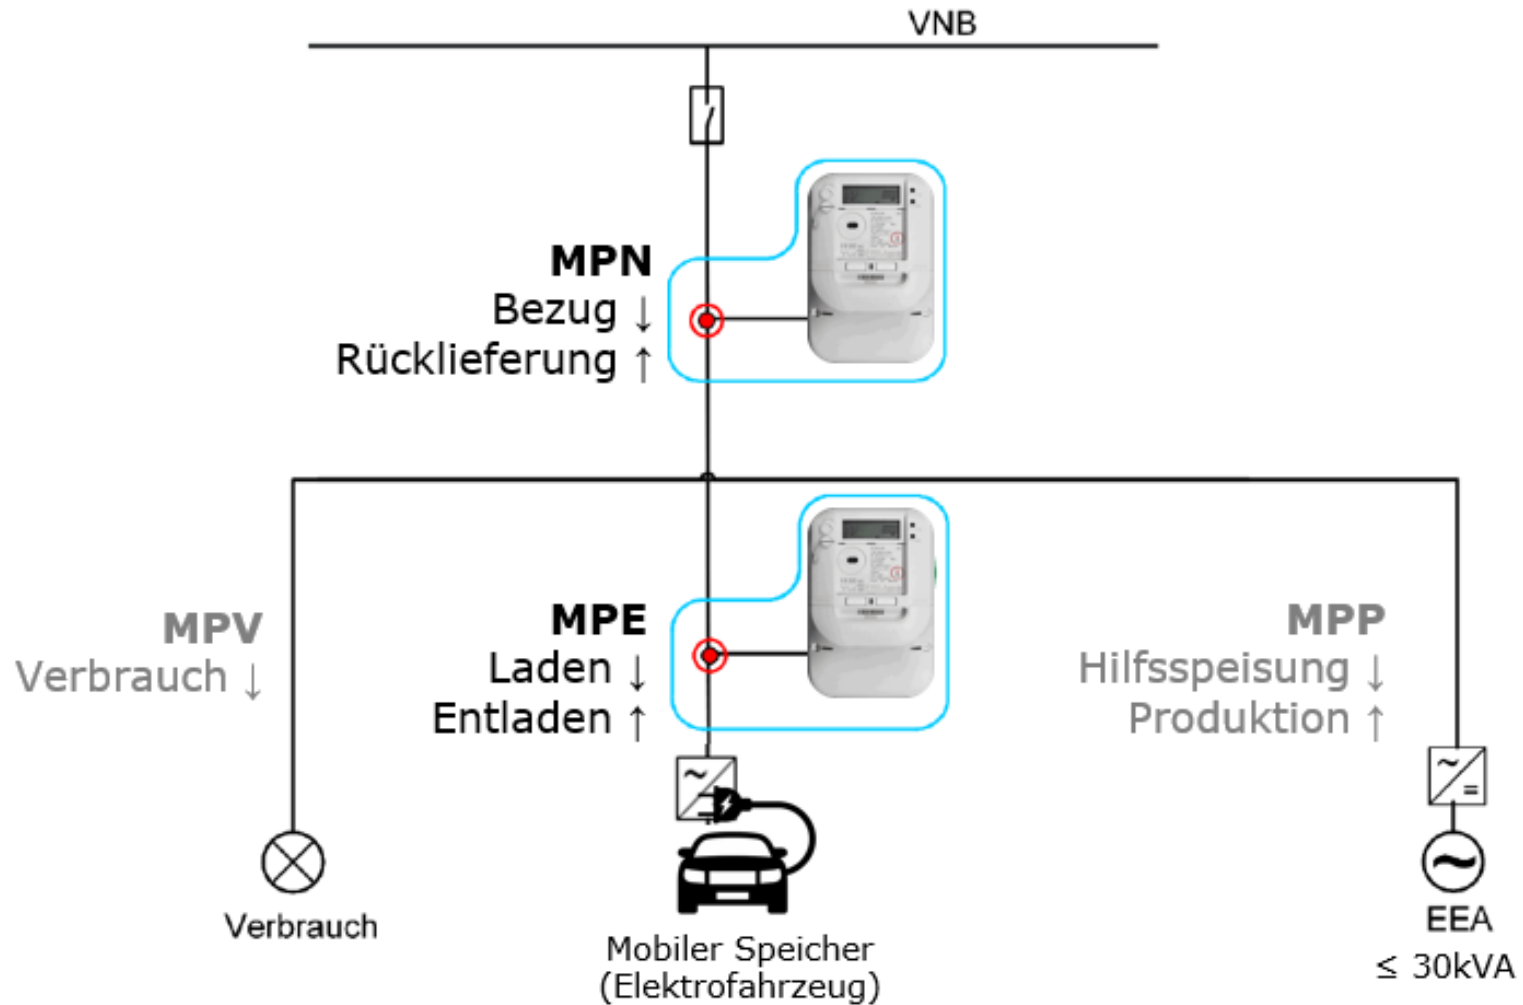 VNB
MPN
Bezug ↓
Rücklieferung ↑
MPV
Verbrauch ↓
MPE
Laden ↓
Entladen ↑
MPP
Hilfsspeisung ↓
Produktion ↑
Verbrauch
Mobiler Speicher
(Elektrofahrzeug)
EEA
≤ 30kVA